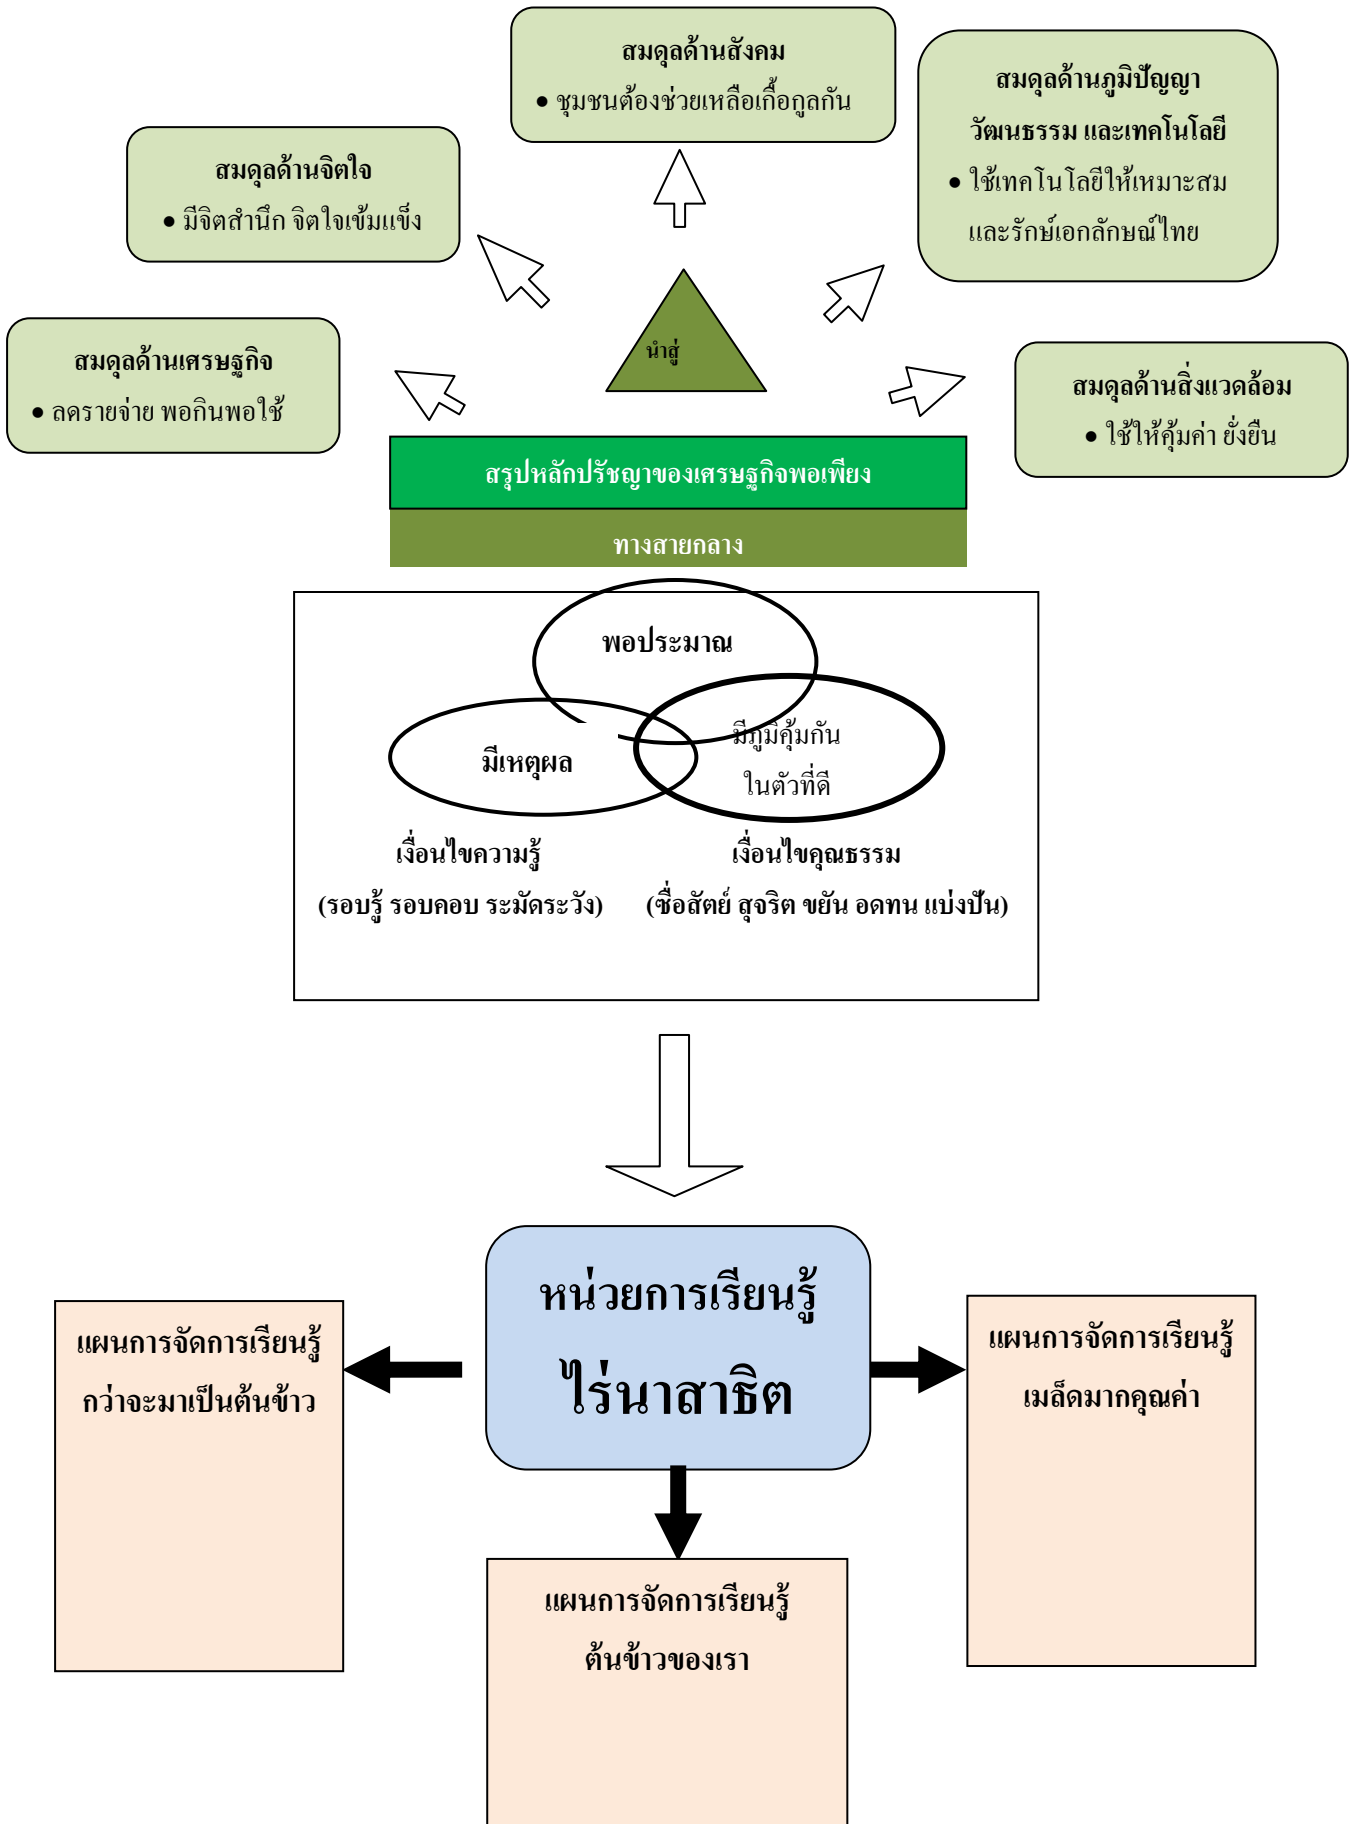 สมดุลด้านสังคม
• ชุมชนต้องช่วยเหลือเกื้อกูลกัน
สมดุลด้านภูมิปัญญา
วัฒนธรรม และเทคโนโลยี
• ใช้เทคโนโลยีให้เหมาะสม
และรักษ์เอกลักษณ์ไทย
สมดุลด้านจิตใจ
• มีจิตสำนึก จิตใจเข้มแข็ง
สมดุลด้านเศรษฐกิจ
• ลดรายจ่าย พอกินพอใช้
นำสู่
สมดุลด้านสิ่งแวดล้อม
• ใช้ให้คุ้มค่า ยั่งยืน
สรุปหลักปรัชญาของเศรษฐกิจพอเพียง
ทางสายกลาง
พอประมาณ
มีเหตุผล
มีภูมิคุ้มกัน
ในตัวที่ดี
เงื่อนไขความรู้
(รอบรู้ รอบคอบ ระมัดระวัง)
เงื่อนไขคุณธรรม
(ซื่อสัตย์ สุจริต ขยัน อดทน แบ่งปัน)
หน่วยการเรียนรู้
ไร่นาสาธิต
แผนการจัดการเรียนรู้
กว่าจะมาเป็นต้นข้าว
แผนการจัดการเรียนรู้
เมล็ดมากคุณค่า
แผนการจัดการเรียนรู้
ต้นข้าวของเรา